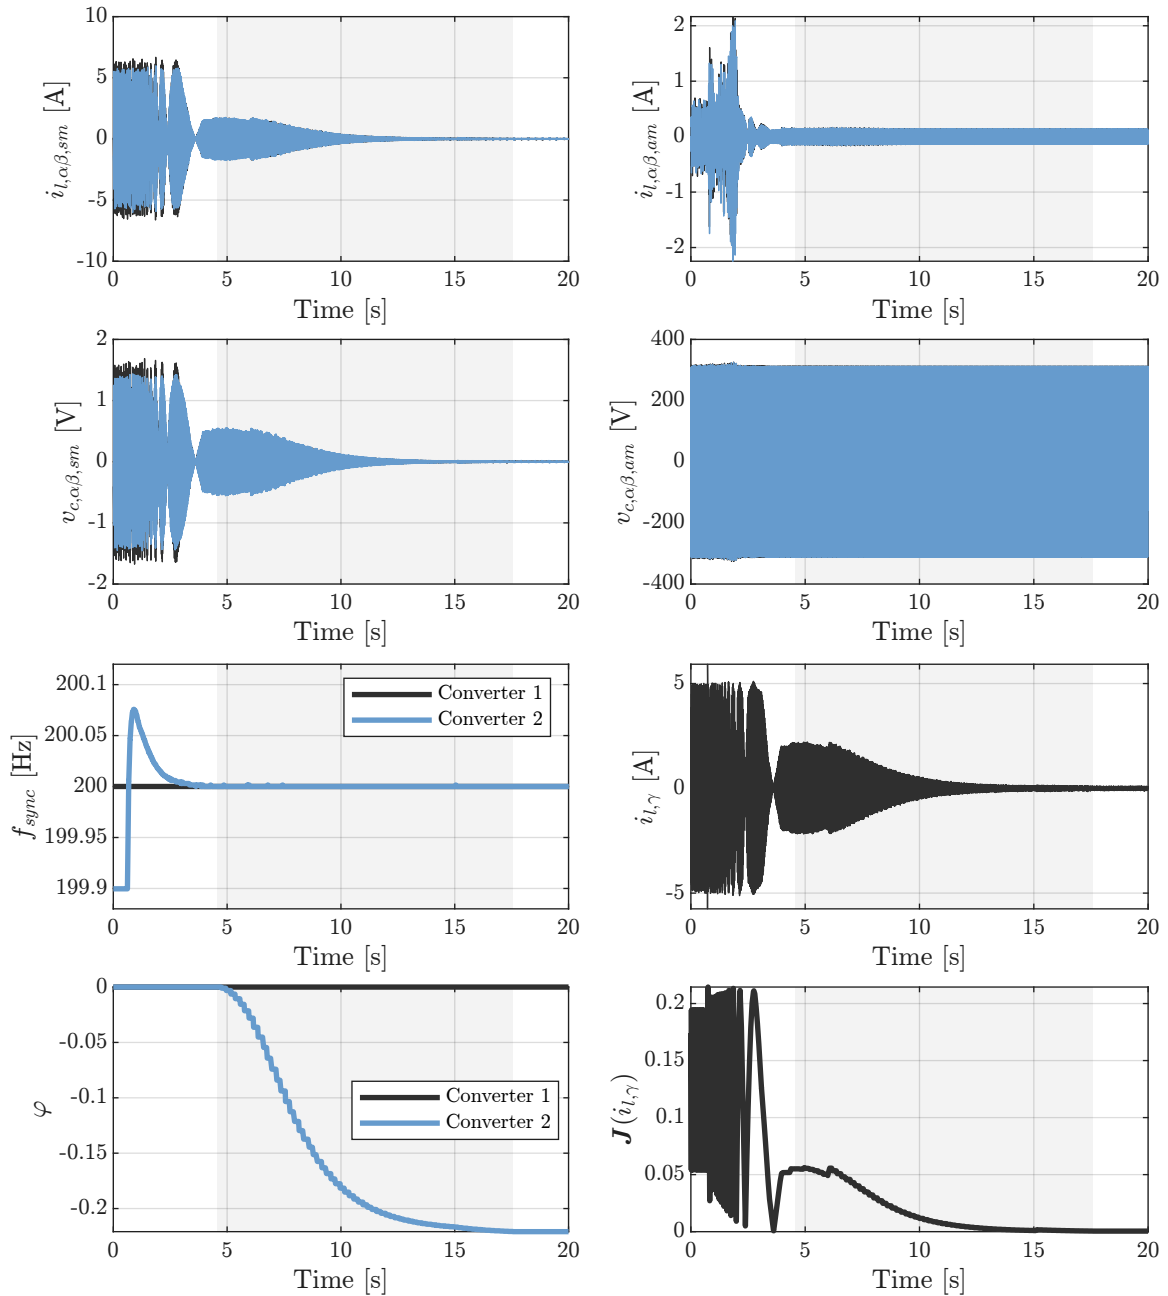 10
5
0
-5
-10
i_{l,αβ,sm} [A]
0 5 10 15 20
Time [s]
2
1
0
-1
-2
i_{l,αβ,am} [A]
0 5 10 15 20
Time [s]
2
1
0
-1
-2
v_{c,αβ,sm} [V]
0 5 10 15 20
Time [s]
400
200
0
-200
-400
v_{c,αβ,am} [V]
0 5 10 15 20
Time [s]
200.1
200.05
200
199.95
199.9
f_{sync} [Hz]
Converter 1
Converter 2
0 5 10 15 20
Time [s]
5
0
-5
i_{l,γ} [A]
0 5 10 15 20
Time [s]
0
-0.05
-0.1
-0.15
-0.2
φ
Converter 1
Converter 2
0 5 10 15 20
Time [s]
0.2
0.15
0.1
0.05
0
J(i_{l,γ})
0 5 10 15 20
Time [s]